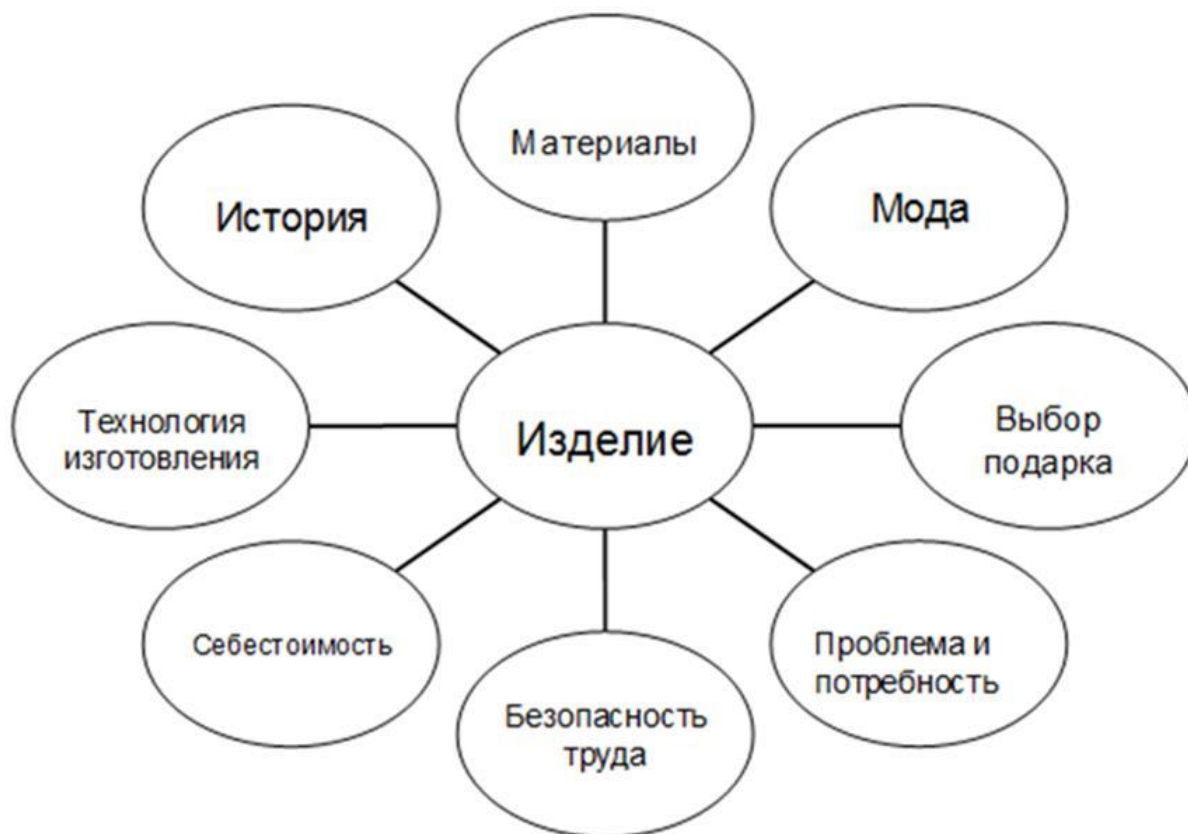 Материалы
История
Мода
Технология
изготовления
Изделие
Выбор
подарка
Себестоимость
Проблема и
потребность
Безопасность
труда